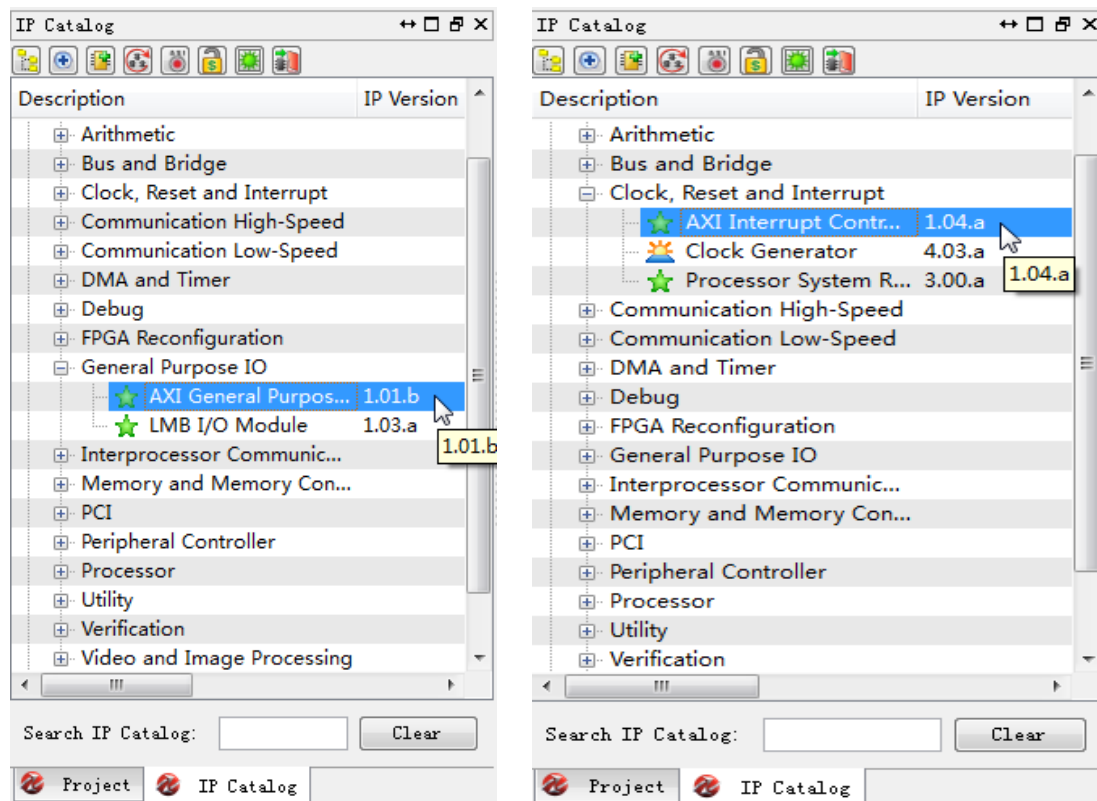 IP Catalog
Description IP Version
Arithmetic
Bus and Bridge
Clock, Reset and Interrupt
Communication High-Speed
Communication Low-Speed
DMA and Timer
Debug
FPGA Reconfiguration
General Purpose IO
AXI General Purpos... 1.01.b
LMB I/O Module 1.03.a
1.01.b
Interprocessor Communic...
Memory and Memory Con...
PCI
Peripheral Controller
Processor
Utility
Verification
Video and Image Processing
Search IP Catalog: Clear
Project IP Catalog
IP Catalog
Description IP Version
Arithmetic
Bus and Bridge
Clock, Reset and Interrupt
AXI Interrupt Contr... 1.04.a
Clock Generator 4.03.a
1.04.a
Processor System R... 3.00.a
Communication High-Speed
Communication Low-Speed
DMA and Timer
Debug
FPGA Reconfiguration
General Purpose IO
Interprocessor Communic...
Memory and Memory Con...
PCI
Peripheral Controller
Processor
Utility
Verification
Search IP Catalog: Clear
Project IP Catalog